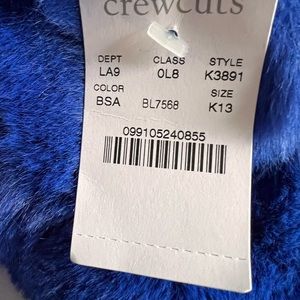 crewcuts
DEPT CLASS STYLE
LA9 0L8 K3891
COLOR SIZE
BSA BL7568 K13
099105240855